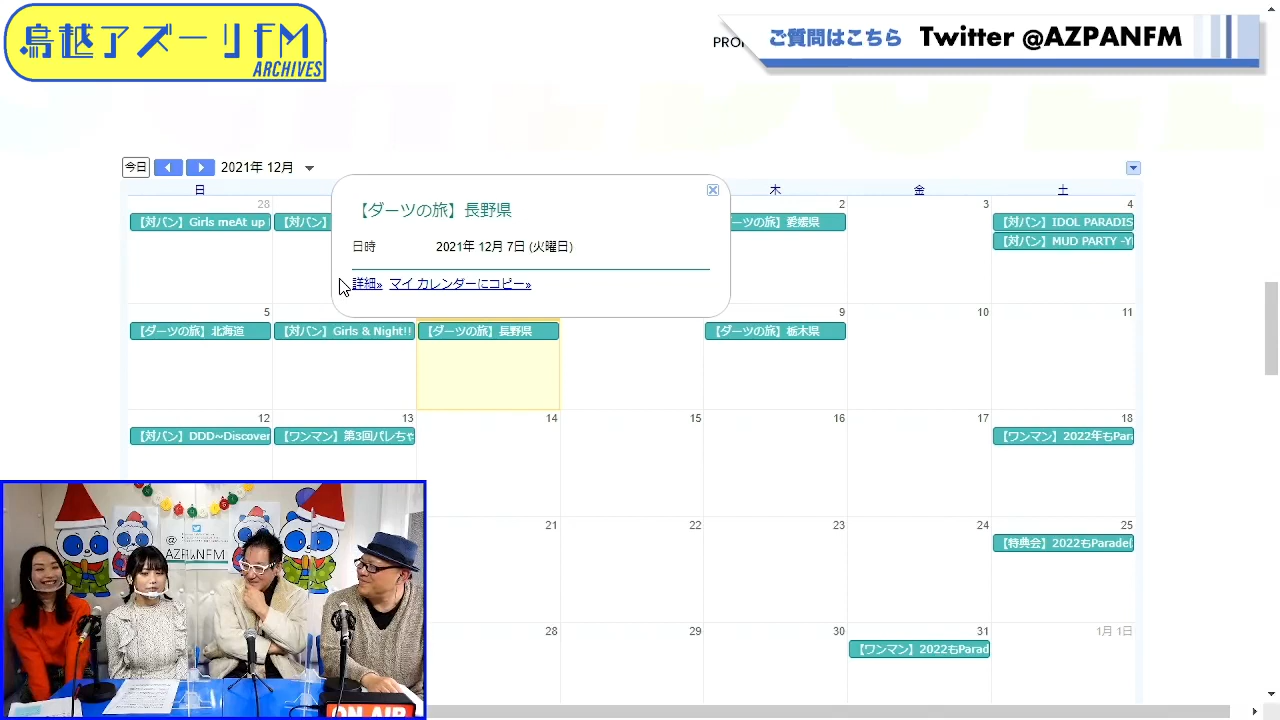 鳥越アズーリFM
ARCHIVES
PRO
ご質問はこちら Twitter @AZPANFM
今日 2021年 12月
日 木 金 土
28 2 3 4
【対バン】Girls meAt up
【対バン】
ーツの旅】愛媛県
【対バン】IDOL PARADIS
【対バン】MUD PARTY -Y
【ダーツの旅】長野県
日時 2021年 12月 7日 (火曜日)
詳細» マイ カレンダーにコピー»
5 9 10 11
【ダーツの旅】北海道
【対バン】Girls & Night!!
【ダーツの旅】長野県
【ダーツの旅】栃木県
12 13 14 15 16 17 18
【対バン】DDD~Discover
【ワンマン】第3回パレちゃ
【ワンマン】2022年もPar
21 22 23 24 25
【特典会】2022もParade
28 29 30 31 1月 1日
【ワンマン】2022もParad
@AZPANFM
ON AIR